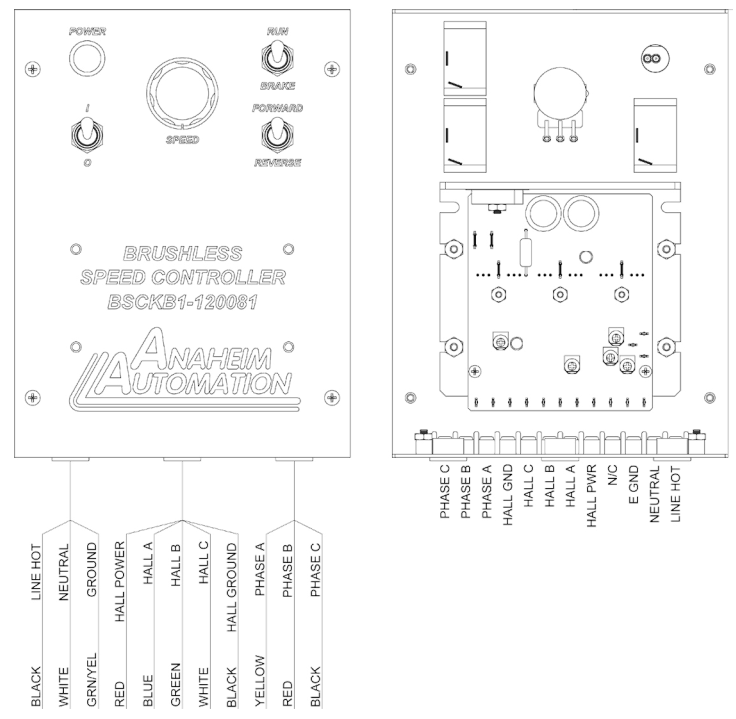 POWER
RUN
BRAKE
I
FORWARD
O
SPEED
REVERSE
BRUSHLESS
SPEED CONTROLLER
BSCKB1-120081
ANAHEIM
AUTOMATION
LINE HOT
NEUTRAL
GROUND
HALL POWER
HALL A
HALL B
HALL C
HALL GROUND
PHASE A
PHASE B
PHASE C
BLACK
WHITE
GRN/YEL
RED
BLUE
GREEN
WHITE
BLACK
YELLOW
RED
BLACK
PHASE C
PHASE B
PHASE A
HALL GND
HALL C
HALL B
HALL A
HALL PWR
N/C
E GND
NEUTRAL
LINE HOT